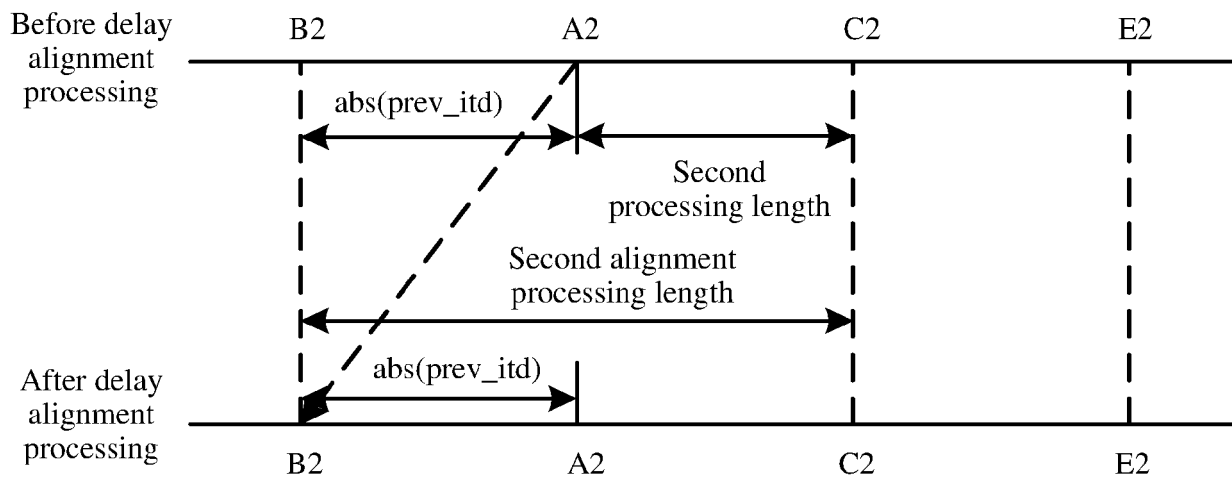 Before delay
alignment
processing
B2
A2
C2
E2
abs(prev_itd)
Second
processing length
Second alignment
processing length
abs(prev_itd)
After delay
alignment
processing
B2
A2
C2
E2